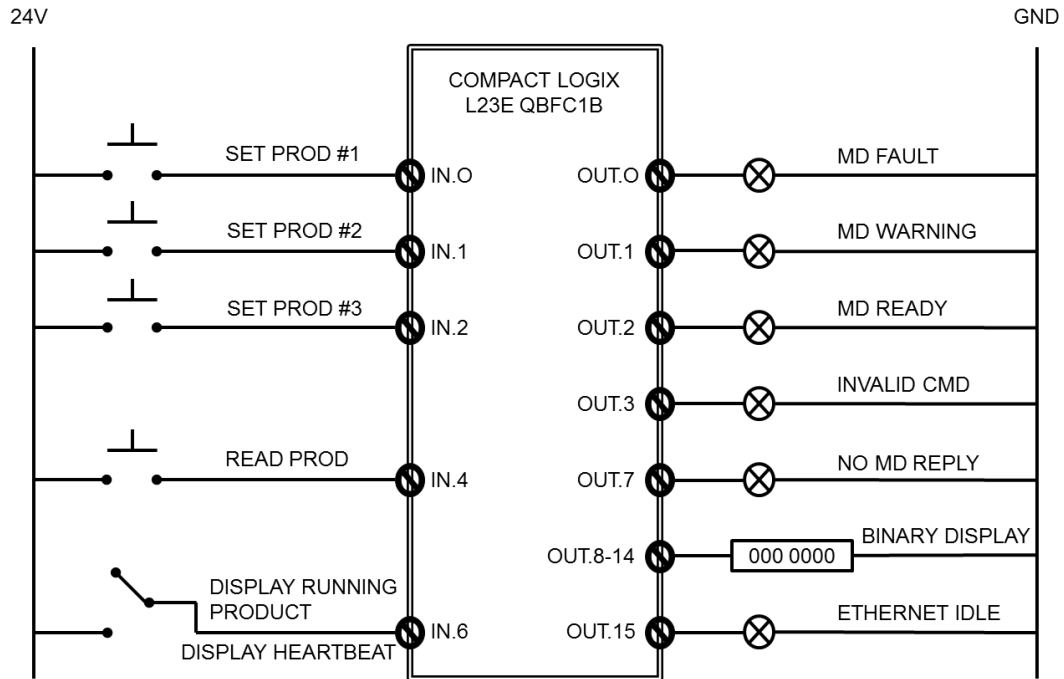 24V
GND
COMPACT LOGIX
L23E QBFC1B
SET PROD #1
IN.O
OUT.O
MD FAULT
SET PROD #2
IN.1
OUT.1
MD WARNING
SET PROD #3
IN.2
OUT.2
MD READY
OUT.3
INVALID CMD
READ PROD
IN.4
OUT.7
NO MD REPLY
OUT.8-14
000 0000
BINARY DISPLAY
DISPLAY RUNNING
PRODUCT
DISPLAY HEARTBEAT
IN.6
OUT.15
ETHERNET IDLE